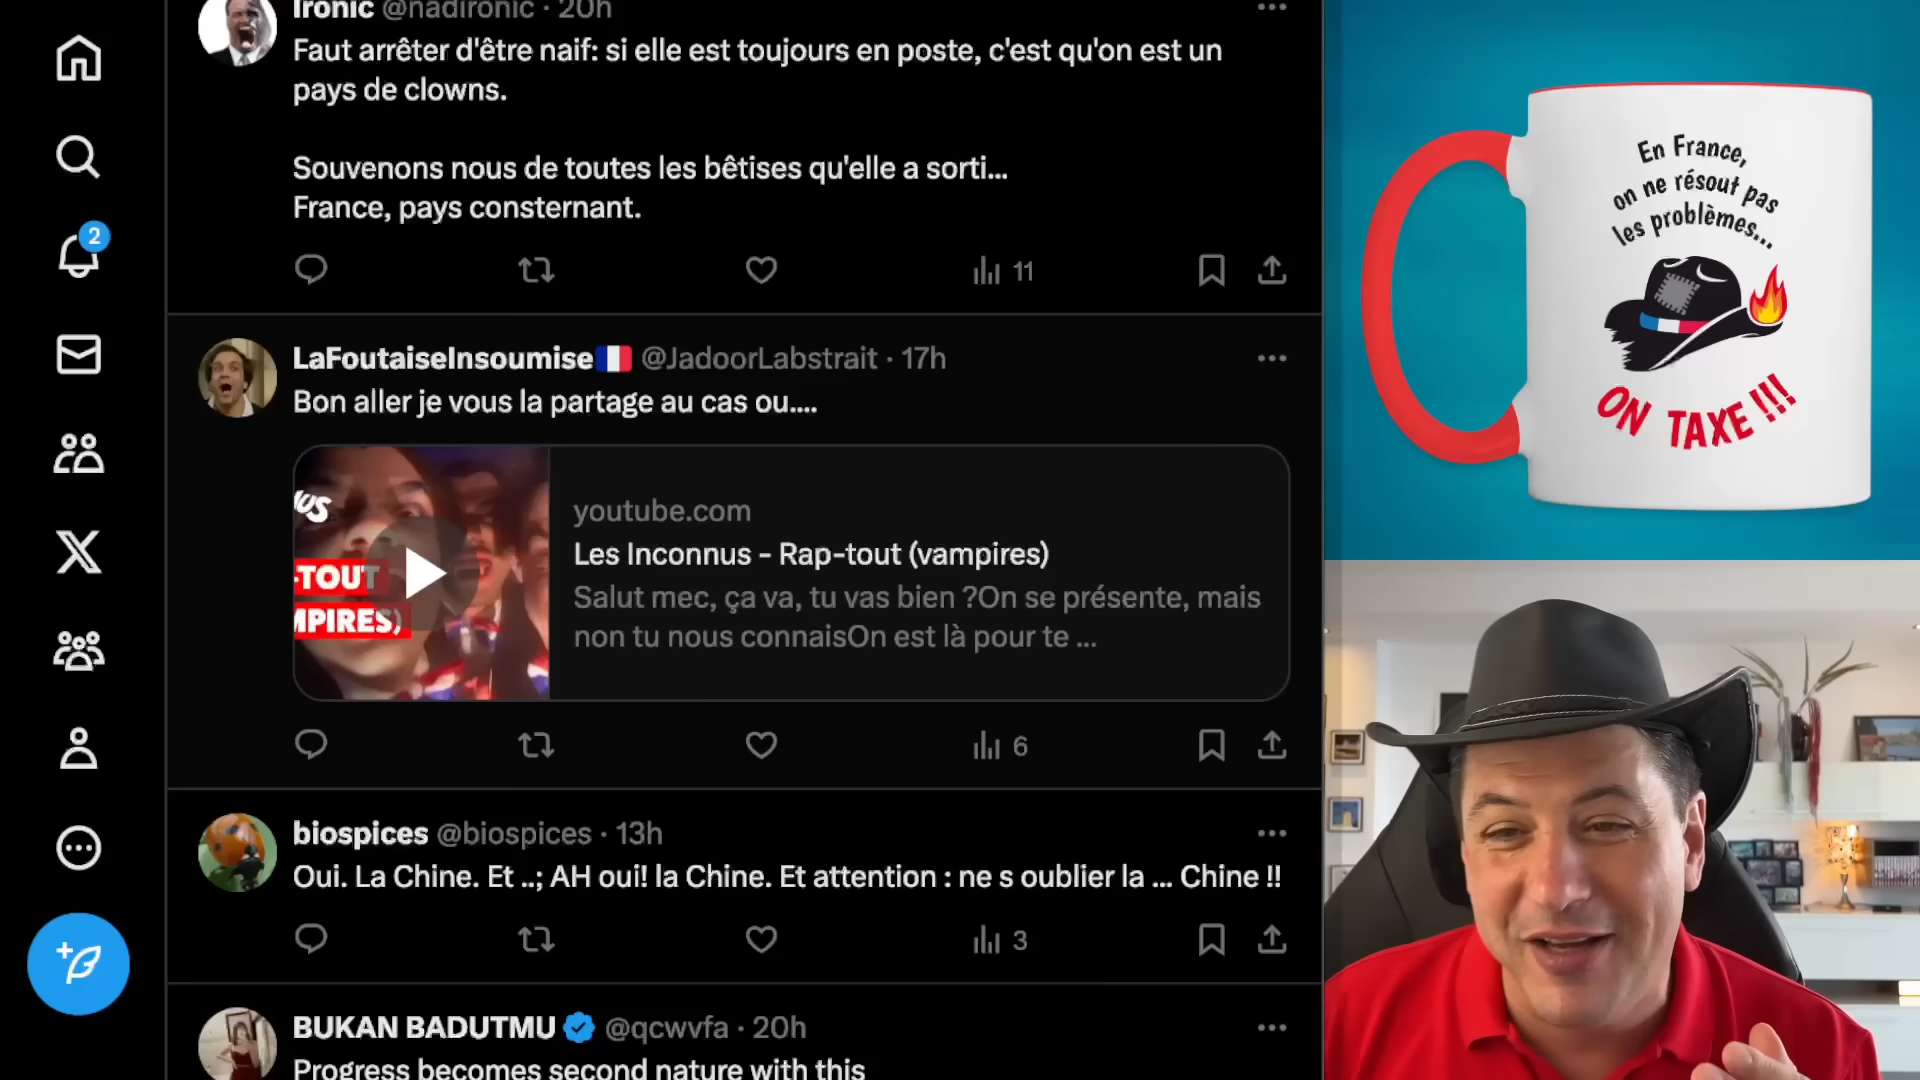 Ironic @nadironic · 20h
Faut arrêter d'être naif: si elle est toujours en poste, c'est qu'on est un
pays de clowns.
Souvenons nous de toutes les bêtises qu'elle a sorti...
France, pays consternant.
11
2
LaFoutaiseInsoumise @JadoorLabstrait · 17h
Bon aller je vous la partage au cas ou....
US
-TOUT
MPIRES)
youtube.com
Les Inconnus - Rap-tout (vampires)
Salut mec, ça va, tu vas bien ?On se présente, mais
non tu nous connaisOn est là pour te ...
6
biospices @biospices · 13h
Oui. La Chine. Et ..; AH oui! la Chine. Et attention : ne s oublier la ... Chine !!
3
BUKAN BADUTMU @qcwvfa · 20h
Progress becomes second nature with this
En France,
on ne résout pas
les problèmes...
ON TAXE !!!